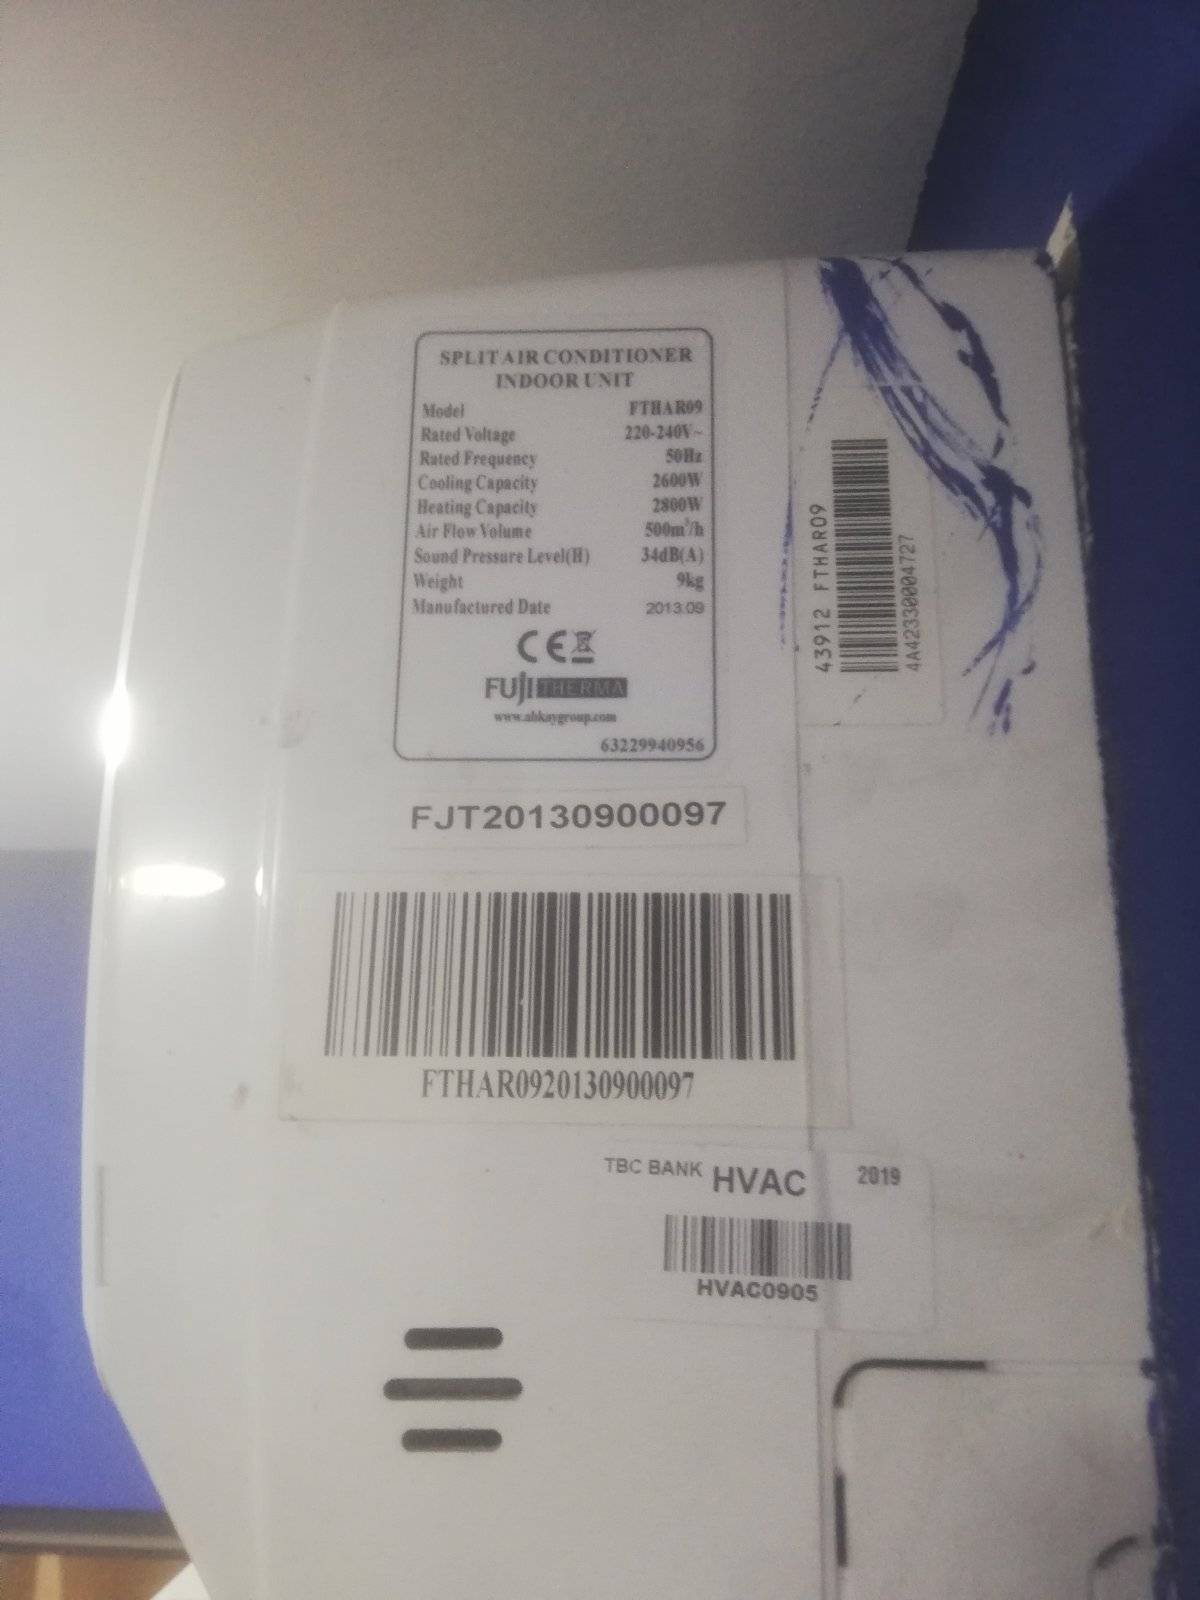 SPLIT AIR CONDITIONER
INDOOR UNIT
Model FTHAR09
Rated Voltage 220-240V~
Rated Frequency 50Hz
Cooling Capacity 2600W
Heating Capacity 2800W
Air Flow Volume 500m³/h
Sound Pressure Level(H) 34dB(A)
Weight 9kg
Manufactured Date 2013.09
CE
FUJI THERMA
www.abkaygroup.com
63229940956
43912 FTHAR09
4A42330004727
FJT20130900097
FTHAR0920130900097
TBC BANK HVAC 2019
HVAC0905